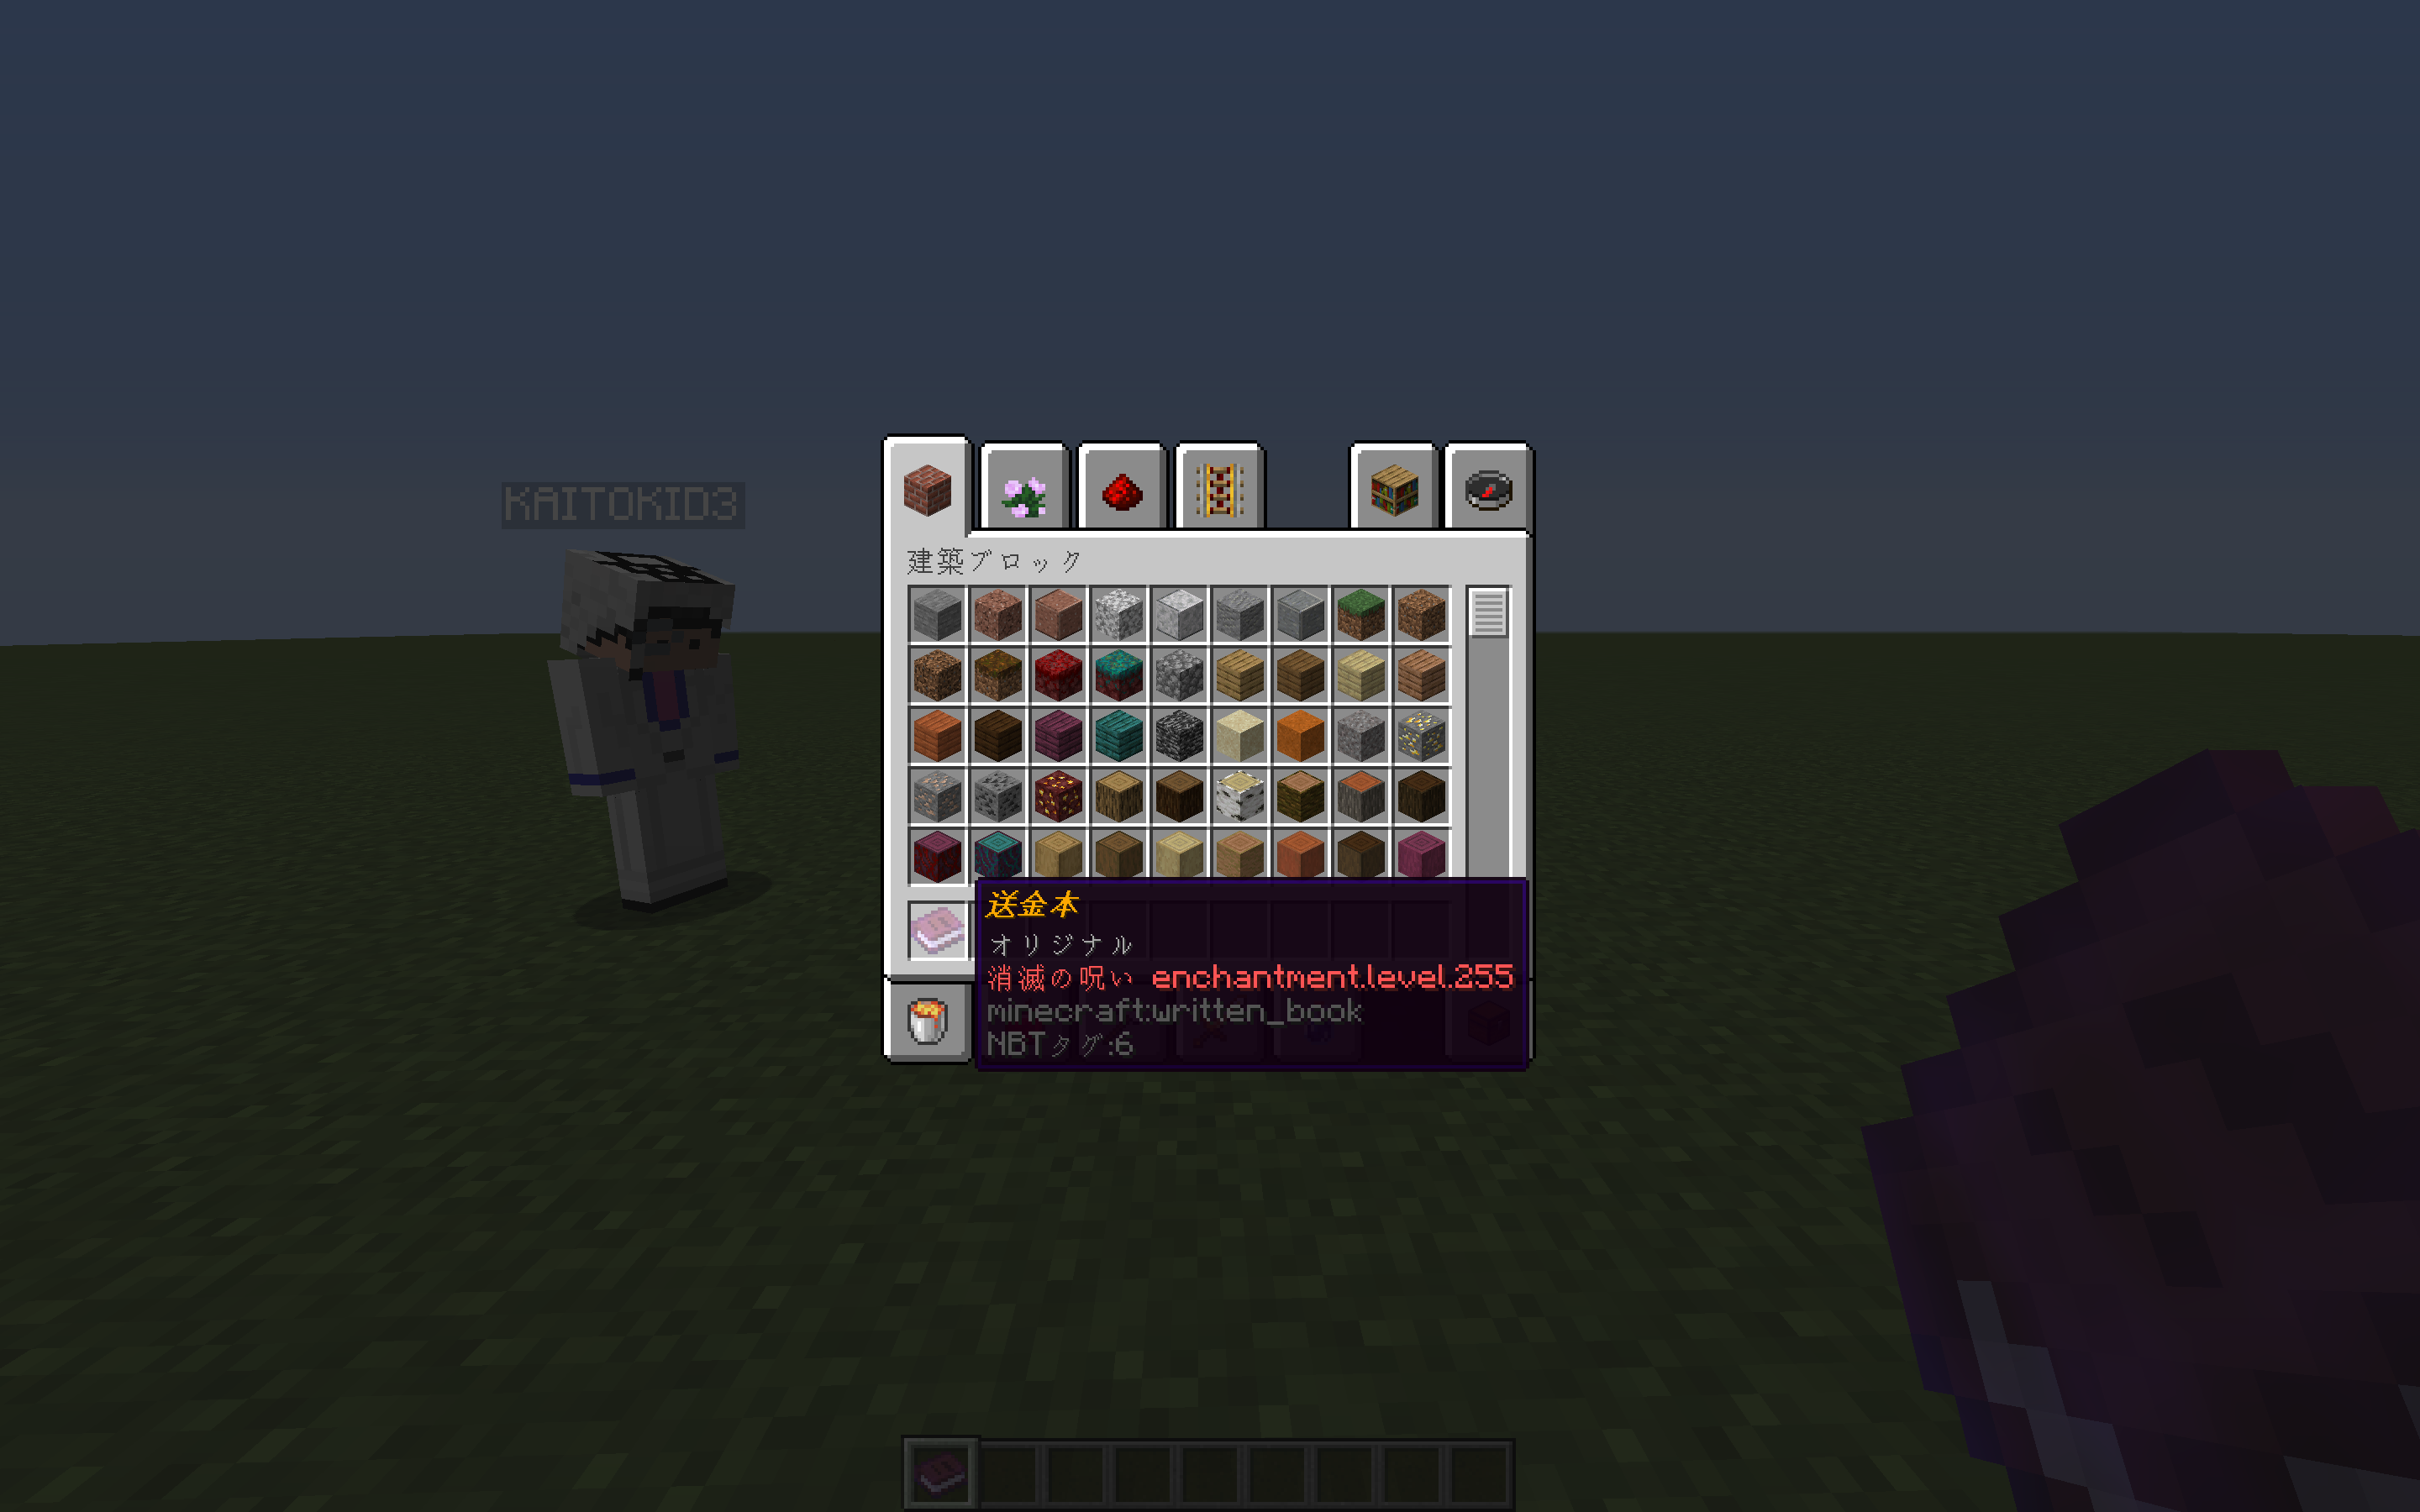 KAITOKID3
建築ブロック
送金本
オリジナル
消滅の呪い enchantment.level.255
minecraft:written_book
NBTタグ:6